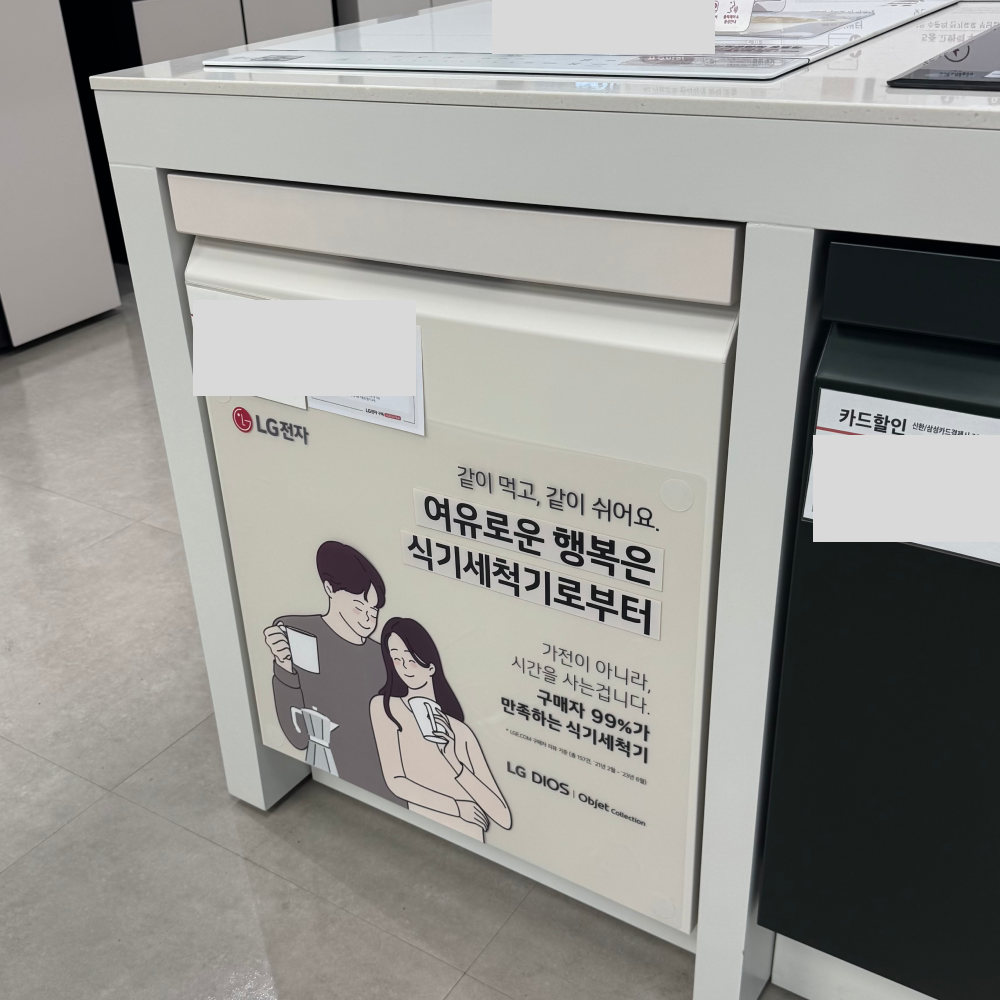 LG전자
같이 먹고, 같이 쉬어요.
여유로운 행복은
식기세척기로부터
가전이 아니라,
시간을 사는겁니다.
구매자 99%가
만족하는 식기세척기
LG DIOS | Objet Collection
카드할인